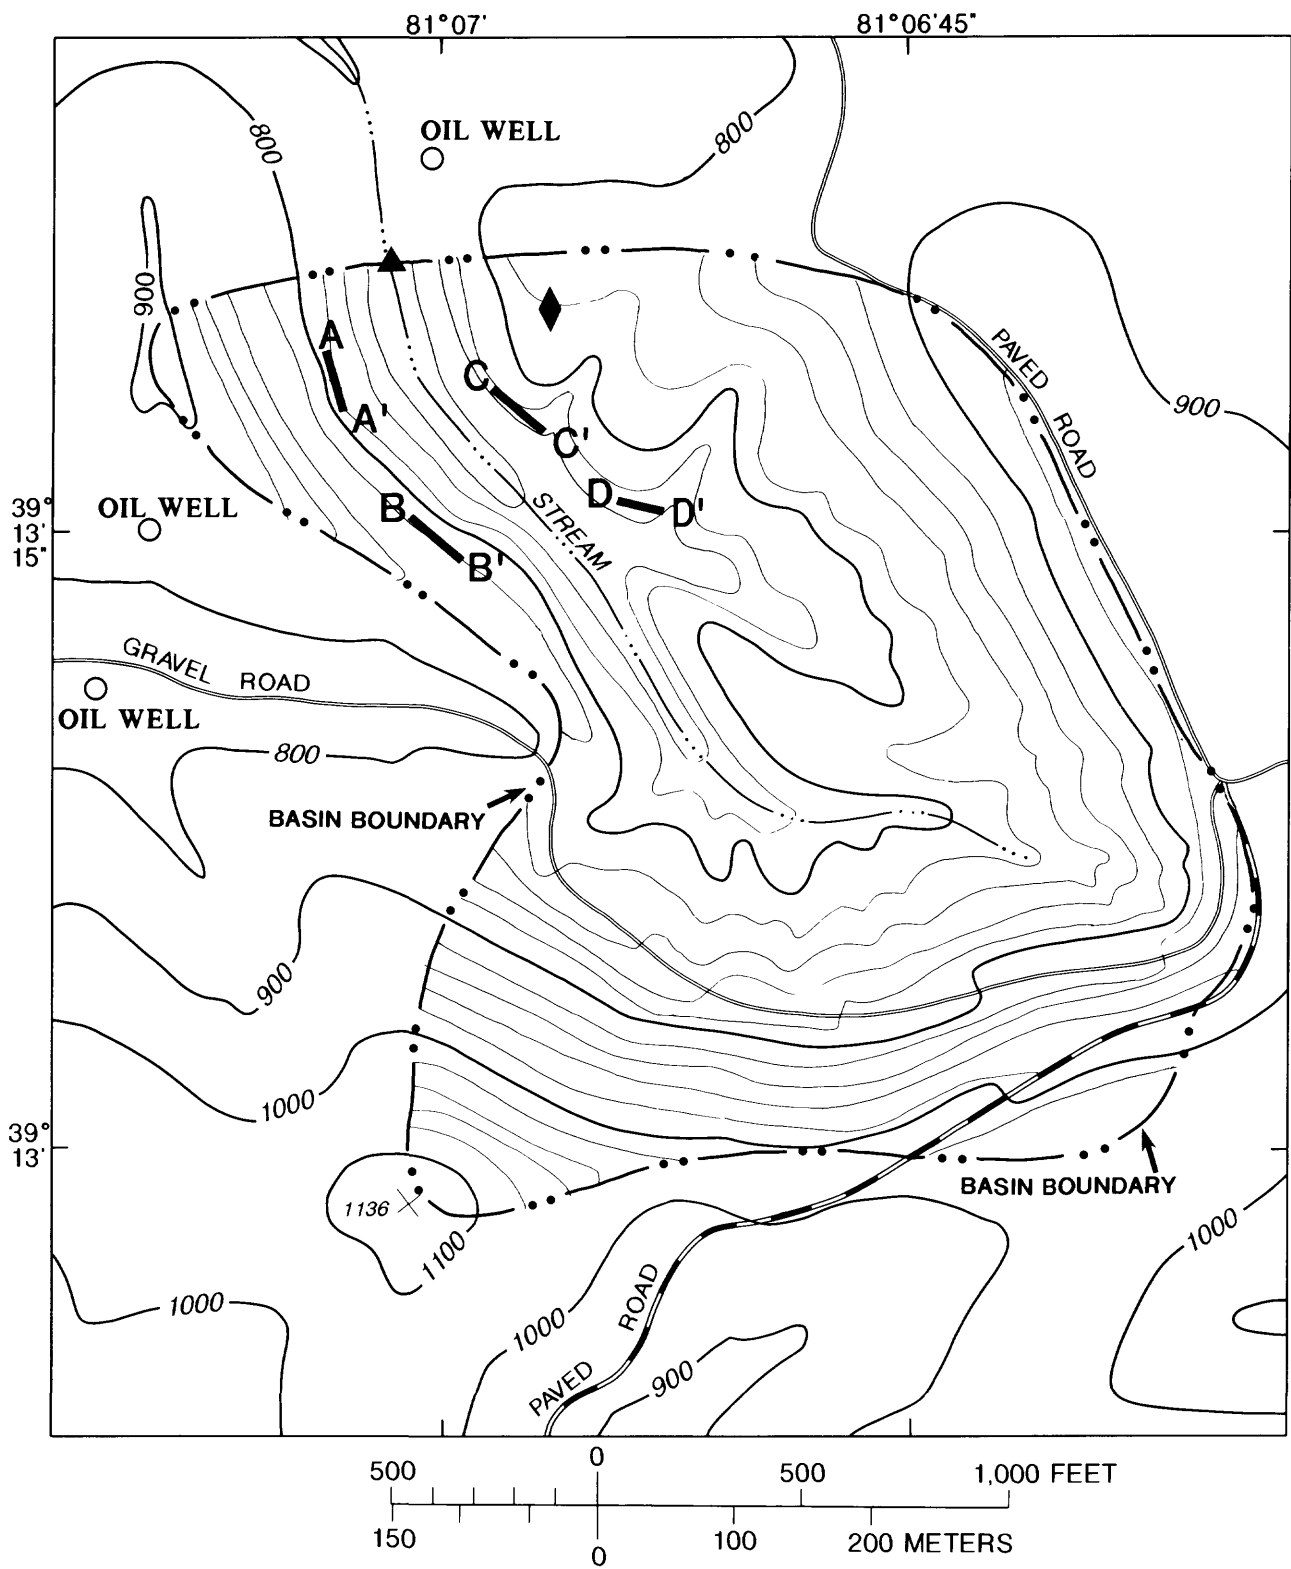 81°07'
81°06'45"
OIL WELL
800
800
900
PAVED
ROAD
A
A'
C
C'
900
39°
13'
15"
OIL WELL
B
B'
D
D'
STREAM
GRAVEL ROAD
OIL WELL
800
BASIN BOUNDARY
900
1000
39°
13'
1136
1100
BASIN BOUNDARY
1000
1000
1000
ROAD
PAVED
900
500
0
500
1,000 FEET
150
0
100
200 METERS